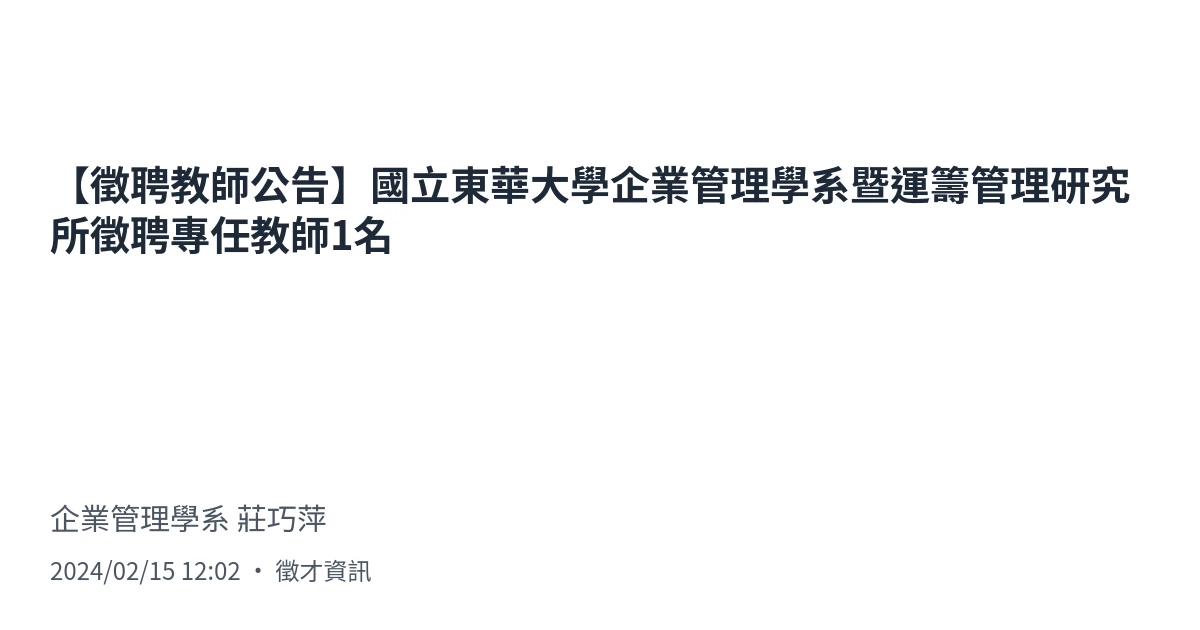 【徵聘教師公告】國立東華大學企業管理學系暨運籌管理研究
所徵聘專任教師1名
企業管理學系 莊巧萍
2024/02/15 12:02 • 徵才資訊